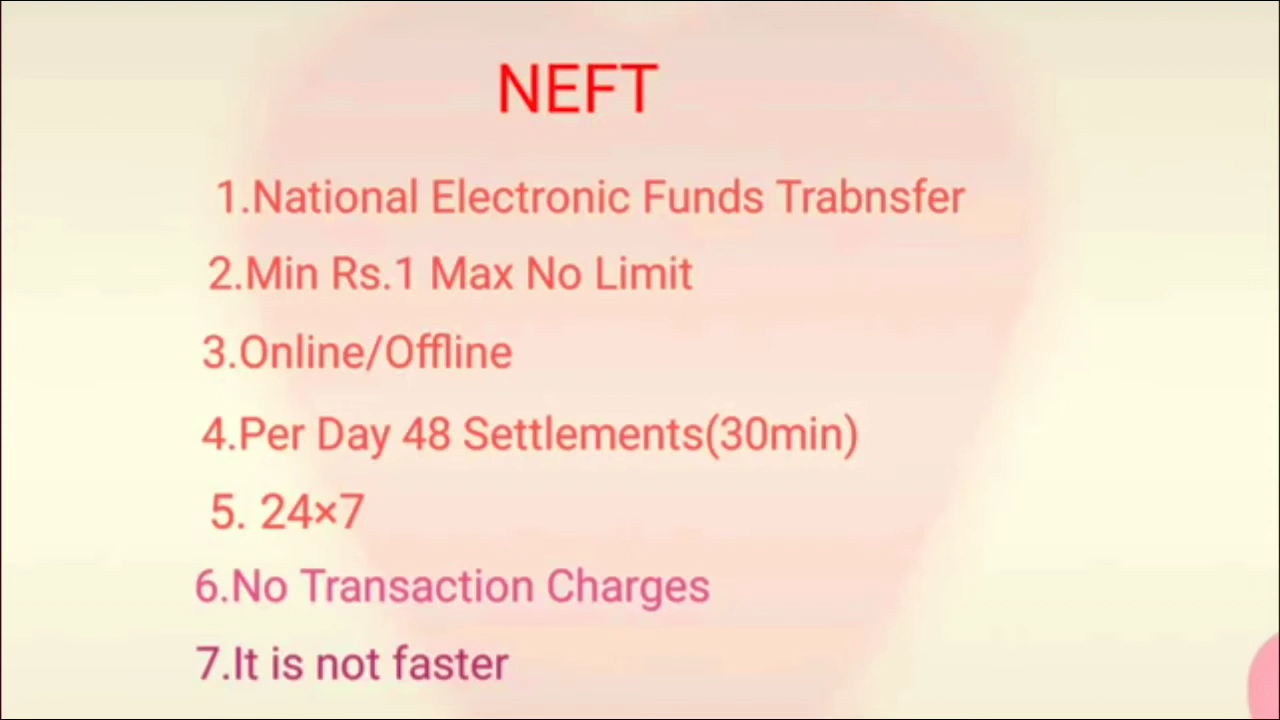 NEFT
1.National Electronic Funds Trabnsfer
2.Min Rs.1 Max No Limit
3.Online/Offline
4.Per Day 48 Settlements(30min)
5. 24×7
6.No Transaction Charges
7.It is not faster